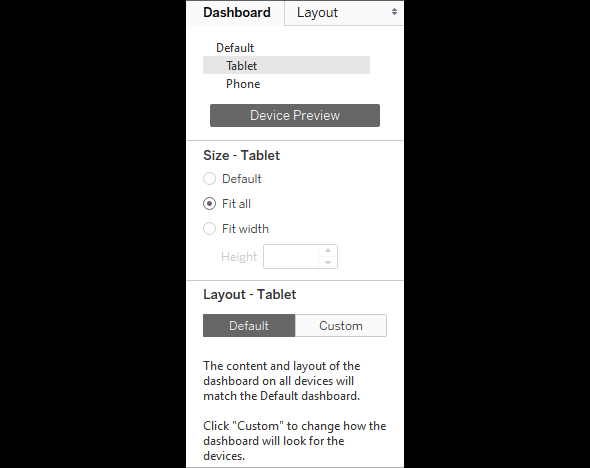 Dashboard Layout
Default
Tablet
Phone
Device Preview
Size - Tablet
Default
Fit all
Fit width
Height
Layout - Tablet
Default Custom
The content and layout of the
dashboard on all devices will
match the Default dashboard.
Click "Custom" to change how the
dashboard will look for the
devices.